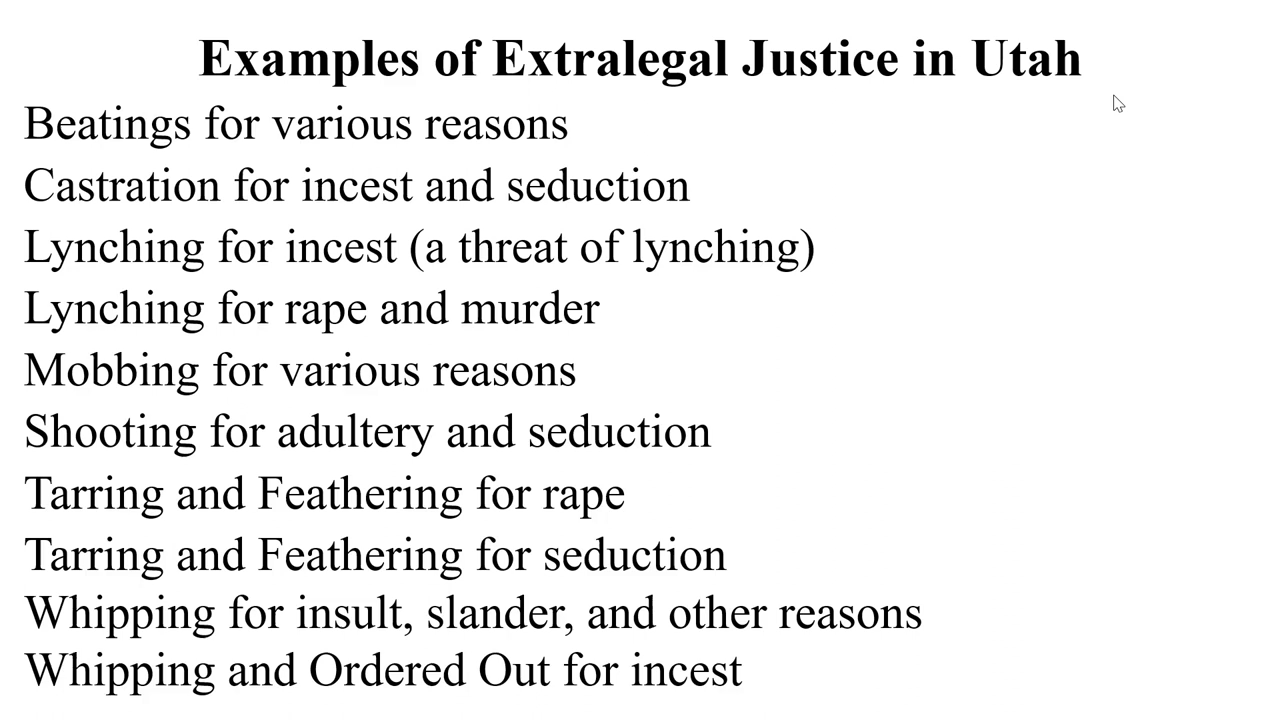 Examples of Extralegal Justice in Utah
Beatings for various reasons
Castration for incest and seduction
Lynching for incest (a threat of lynching)
Lynching for rape and murder
Mobbing for various reasons
Shooting for adultery and seduction
Tarring and Feathering for rape
Tarring and Feathering for seduction
Whipping for insult, slander, and other reasons
Whipping and Ordered Out for incest